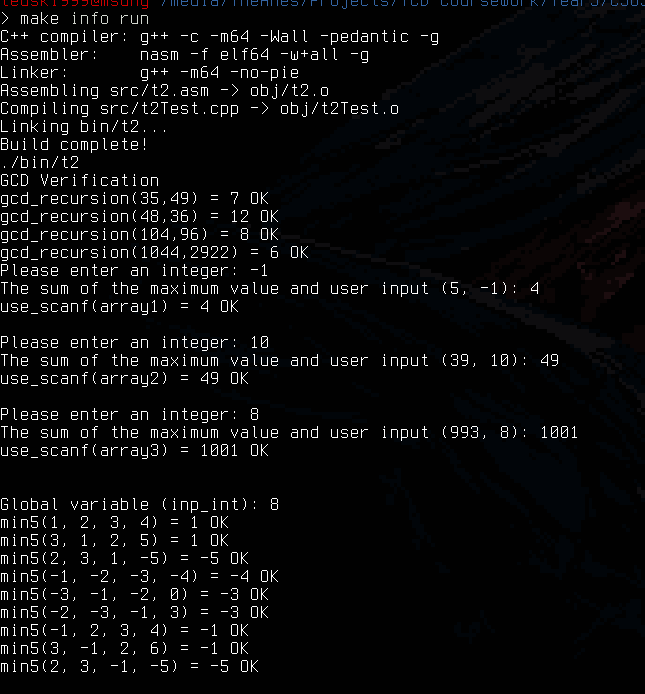 > make info run
C++ compiler: g++ -c -m64 -Wall -pedantic -g
Assembler: nasm -f elf64 -w+all -g
Linker: g++ -m64 -no-pie
Assembling src/t2.asm -> obj/t2.o
Compiling src/t2Test.cpp -> obj/t2Test.o
Linking bin/t2...
Build complete!
./bin/t2
GCD Verification
gcd_recursion(35,49) = 7 OK
gcd_recursion(48,36) = 12 OK
gcd_recursion(104,96) = 8 OK
gcd_recursion(1044,2922) = 6 OK
Please enter an integer: -1
The sum of the maximum value and user input (5, -1): 4
use_scanf(array1) = 4 OK
Please enter an integer: 10
The sum of the maximum value and user input (39, 10): 49
use_scanf(array2) = 49 OK
Please enter an integer: 8
The sum of the maximum value and user input (993, 8): 1001
use_scanf(array3) = 1001 OK
Global variable (inp_int): 8
min5(1, 2, 3, 4) = 1 OK
min5(3, 1, 2, 5) = 1 OK
min5(2, 3, 1, -5) = -5 OK
min5(-1, -2, -3, -4) = -4 OK
min5(-3, -1, -2, 0) = -3 OK
min5(-2, -3, -1, 3) = -3 OK
min5(-1, 2, 3, 4) = -1 OK
min5(3, -1, 2, 6) = -1 OK
min5(2, 3, -1, -5) = -5 OK